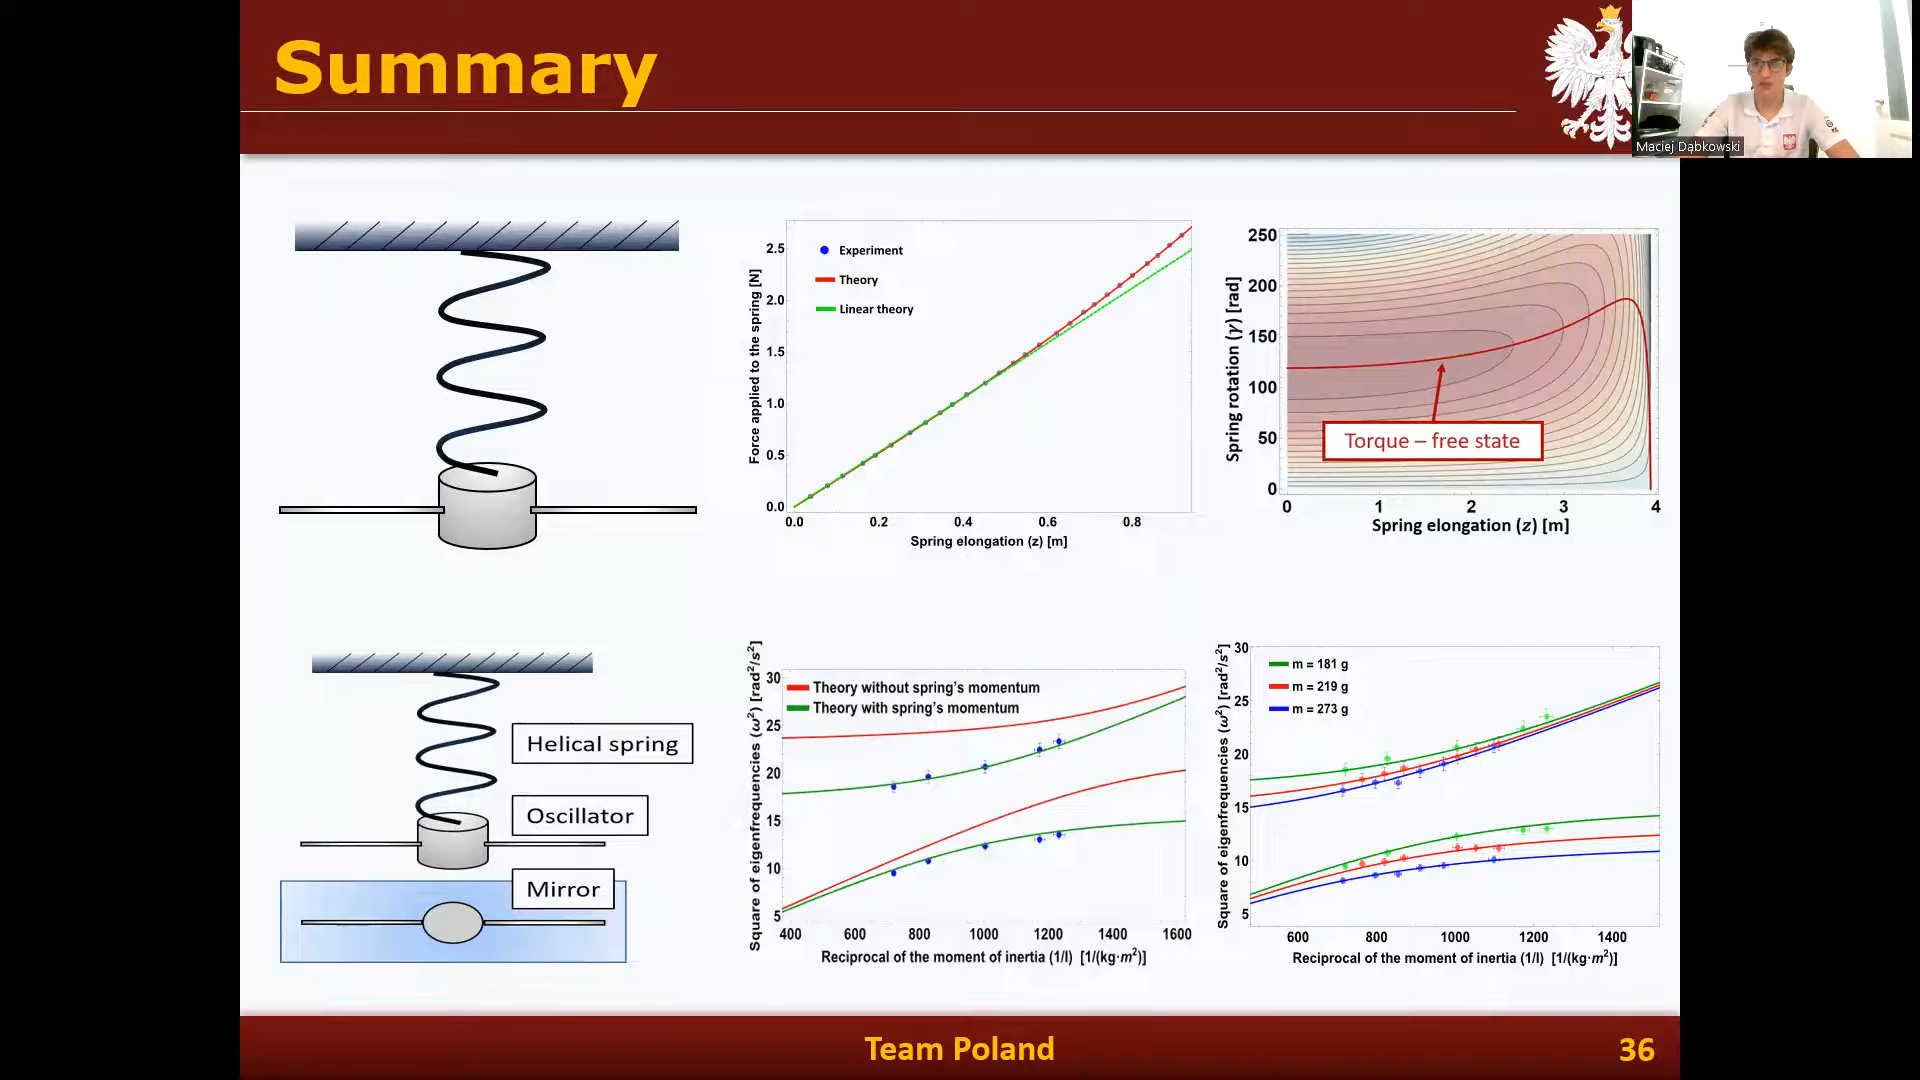 Summary
Maciej Dąbkowski
Force applied to the spring [N]
2.5
2.0
1.5
1.0
0.5
0.0
Experiment
Theory
Linear theory
0.0 0.2 0.4 0.6 0.8
Spring elongation (z) [m]
Spring rotation (γ) [rad]
250
200
150
100
50
0
Torque – free state
0 1 2 3 4
Spring elongation (z) [m]
Helical spring
Oscillator
Mirror
Square of eigenfrequencies (ω²) [rad²/s²]
30
25
20
15
10
5
Theory without spring's momentum
Theory with spring's momentum
400 600 800 1000 1200 1400 1600
Reciprocal of the moment of inertia (1/I) [1/(kg·m²)]
Square of eigenfrequencies (ω²) [rad²/s²]
30
25
20
15
10
5
m = 181 g
m = 219 g
m = 273 g
600 800 1000 1200 1400
Reciprocal of the moment of inertia (1/I) [1/(kg·m²)]
Team Poland
36